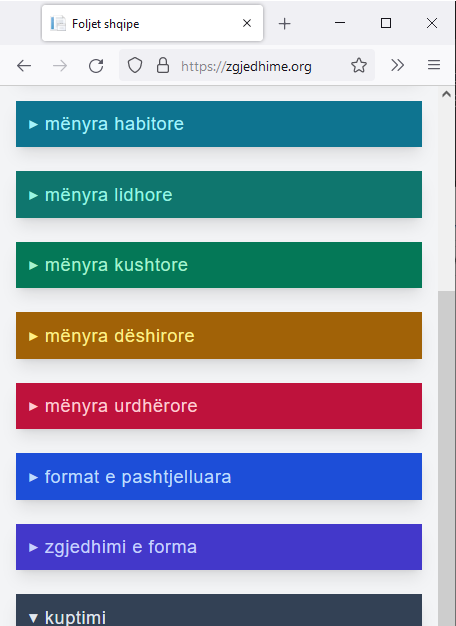 Foljet shqipe
https://zgjedhime.org
▸ mënyra habitore
▸ mënyra lidhore
▸ mënyra kushtore
▸ mënyra dëshirore
▸ mënyra urdhërore
▸ format e pashtjelluara
▸ zgjedhimi e forma
▾ kuptimi